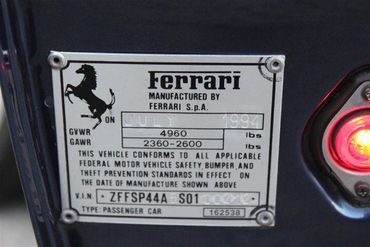 Ferrari
MANUFACTURED BY
FERRARI S.p.A.
ON JULY 1994
GVWR 4960 lbs
GAWR 2360-2600 lbs
THIS VEHICLE CONFORMS TO ALL APPLICABLE
FEDERAL MOTOR VEHICLE SAFETY BUMPER, AND
THEFT PREVENTION STANDARDS IN EFFECT ON
THE DATE OF MANUFACTURE SHOWN ABOVE
V.I.N. ZFFSP44A S01
TYPE PASSENGER CAR 162538